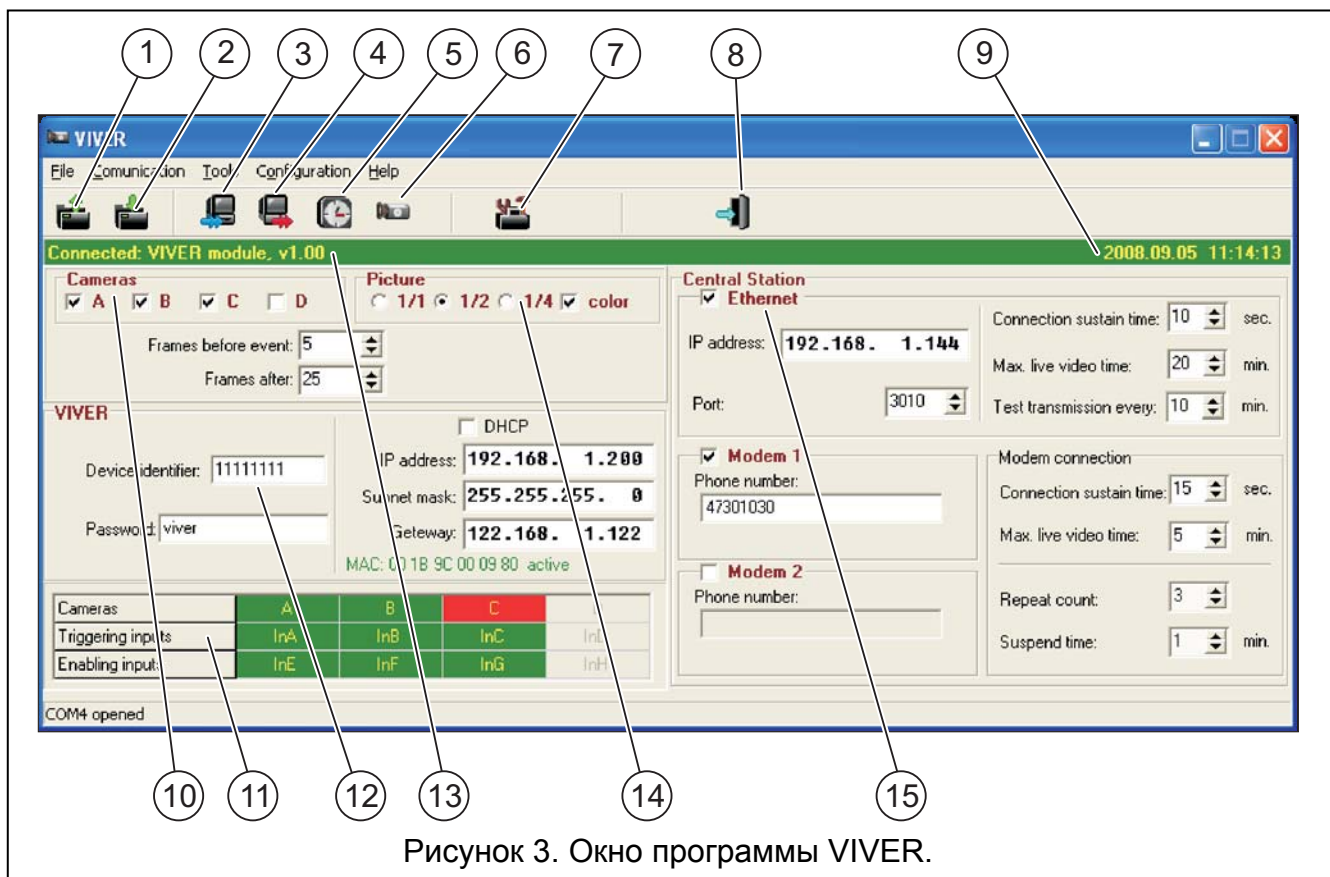 1 2 3 4 5 6 7 8 9
VIVER
File Comunication Tools Configuration Help
Connected: VIVER module, v1.00 2008.09.05 11:14:13
Cameras
A B C D
Picture
1/1 1/2 1/4 color
Frames before event: 5
Frames after: 25
VIVER
Device identifier: 11111111
Password: viver
DHCP
IP address: 192.168. 1.200
Subnet mask: 255.255.255. 0
Geteway: 122.168. 1.122
MAC: 00 1B 9C 00 09 80 active
Cameras A B C D
Triggering inputs InA InB InC InD
Enabling inputs InE InF InG InH
Central Station
Ethernet
IP address: 192.168. 1.144
Port: 3010
Connection sustain time: 10 sec.
Max. live video time: 20 min.
Test transmission every: 10 min.
Modem 1
Phone number:
47301030
Modem 2
Phone number:
Modem connection
Connection sustain time: 15 sec.
Max. live video time: 5 min.
Repeat count: 3
Suspend time: 1 min.
COM4 opened
10 11 12 13 14 15
Рисунок 3. Окно программы VIVER.